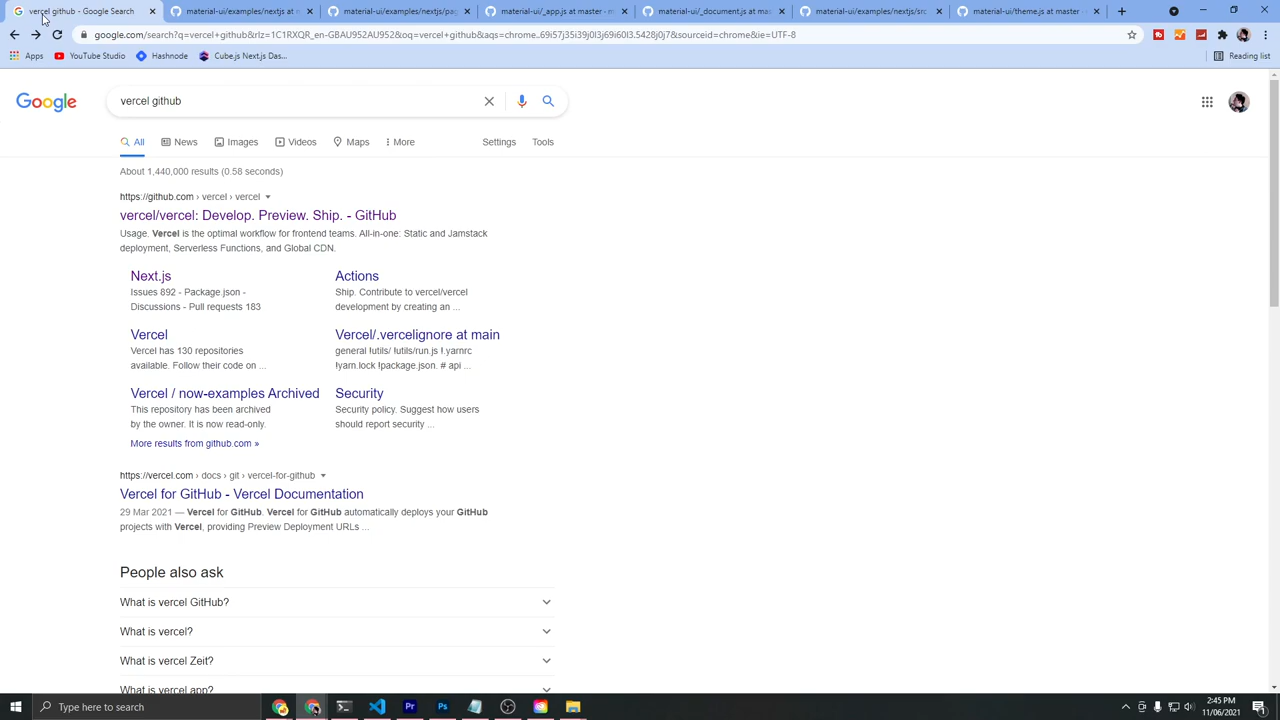 vercel github - Google Search
material-ui/nextjs/pag
material-ui/_app.js at master · m
material-ui/_document.js at mas
material-ui/examples/nextjs/src
material-ui/theme.js at master ·
google.com/search?q=vercel+github&rlz=1C1RXQR_en-GBAU952AU952&oq=vercel+github&aqs=chrome..69i57j35i39j0l3j69i60l3.5428j0j7&sourceid=chrome&ie=UTF-8
Apps
YouTube Studio
Hashnode
Cube.js Next.js Das...
Reading list
Google
vercel github
All
News
Images
Videos
Maps
More
Settings
Tools
About 1,440,000 results (0.58 seconds)
https://github.com › vercel › vercel
vercel/vercel: Develop. Preview. Ship. - GitHub
Usage. Vercel is the optimal workflow for frontend teams. All-in-one: Static and Jamstack
deployment, Serverless Functions, and Global CDN.
Next.js
Issues 892 - Package.json -
Discussions - Pull requests 183
Actions
Ship. Contribute to vercel/vercel
development by creating an ...
Vercel
Vercel has 130 repositories
available. Follow their code on ...
Vercel/.vercelignore at main
general !utils/ !utils/run.js !.yarnrc
!yarn.lock !package.json. # api ...
Vercel / now-examples Archived
This repository has been archived
by the owner. It is now read-only.
Security
Security policy. Suggest how users
should report security ...
More results from github.com »
https://vercel.com › docs › git › vercel-for-github
Vercel for GitHub - Vercel Documentation
29 Mar 2021 — Vercel for GitHub. Vercel for GitHub automatically deploys your GitHub
projects with Vercel, providing Preview Deployment URLs ...
People also ask
What is vercel GitHub?
What is vercel?
What is vercel Zeit?
What is vercel app?
Type here to search
2:45 PM
11/06/2021